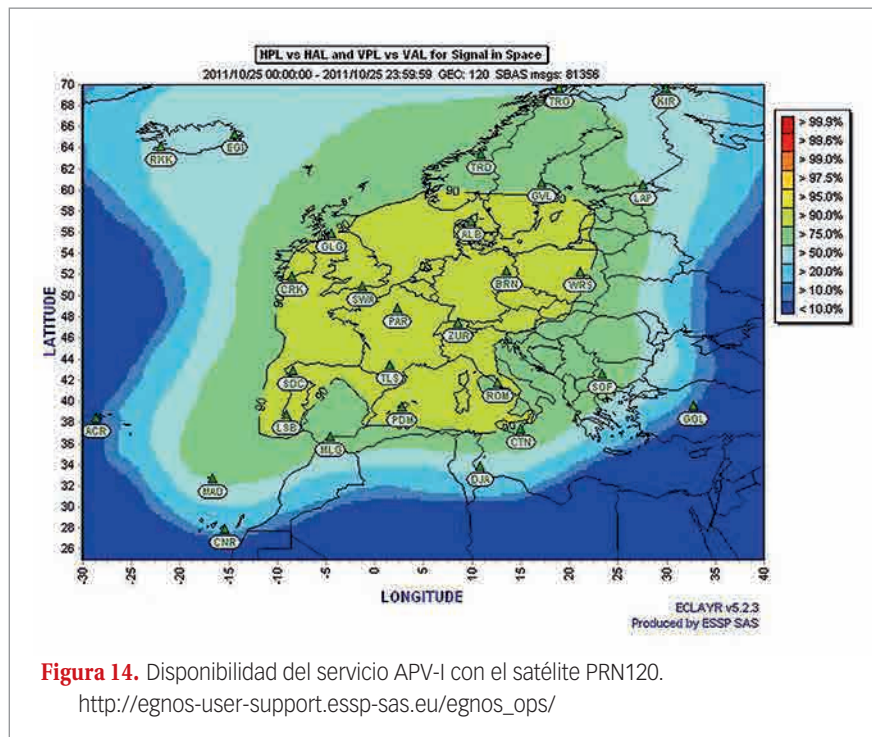 HPL vs HAL and VPL vs VAL for Signal in Space
2011/10/25 00:00:00 - 2011/10/25 23:59:59 GEC: 120 SBAS msgs: 81356
LATITUDE
70
68
66
64
62
60
58
56
54
52
50
48
46
44
42
40
38
36
34
32
30
28
26
TRO
KIR
EGI
RKK
TRD
90
GVL
LAP
GLG
ALB
CRK
SWA
BRN
WRS
90
PAR
ZUR
SDC
TLS
90
ROM
SOF
90
LSB
PDM
GOL
ACR
MLG
CTN
MAD
DJA
CNR
-30
-25
-20
-15
-10
-5
0
5
10
15
20
25
30
35
40
LONGITUDE
> 99.9%
> 99.6%
> 99.0%
> 97.5%
> 95.0%
> 90.0%
> 75.0%
> 50.0%
> 20.0%
> 10.0%
< 10.0%
ECLAYR v5.2.3
Produced by ESSP SAS
Figura 14. Disponibilidad del servicio APV-I con el satélite PRN120.
http://egnos-user-support.essp-sas.eu/egnos_ops/